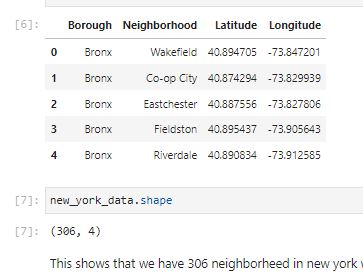 [6]:
Borough Neighborhood Latitude Longitude
0 Bronx Wakefield 40.894705 -73.847201
1 Bronx Co-op City 40.874294 -73.829939
2 Bronx Eastchester 40.887556 -73.827806
3 Bronx Fieldston 40.895437 -73.905643
4 Bronx Riverdale 40.890834 -73.912585
[7]: new_york_data.shape
[7]: (306, 4)
This shows that we have 306 neighborheed in new york